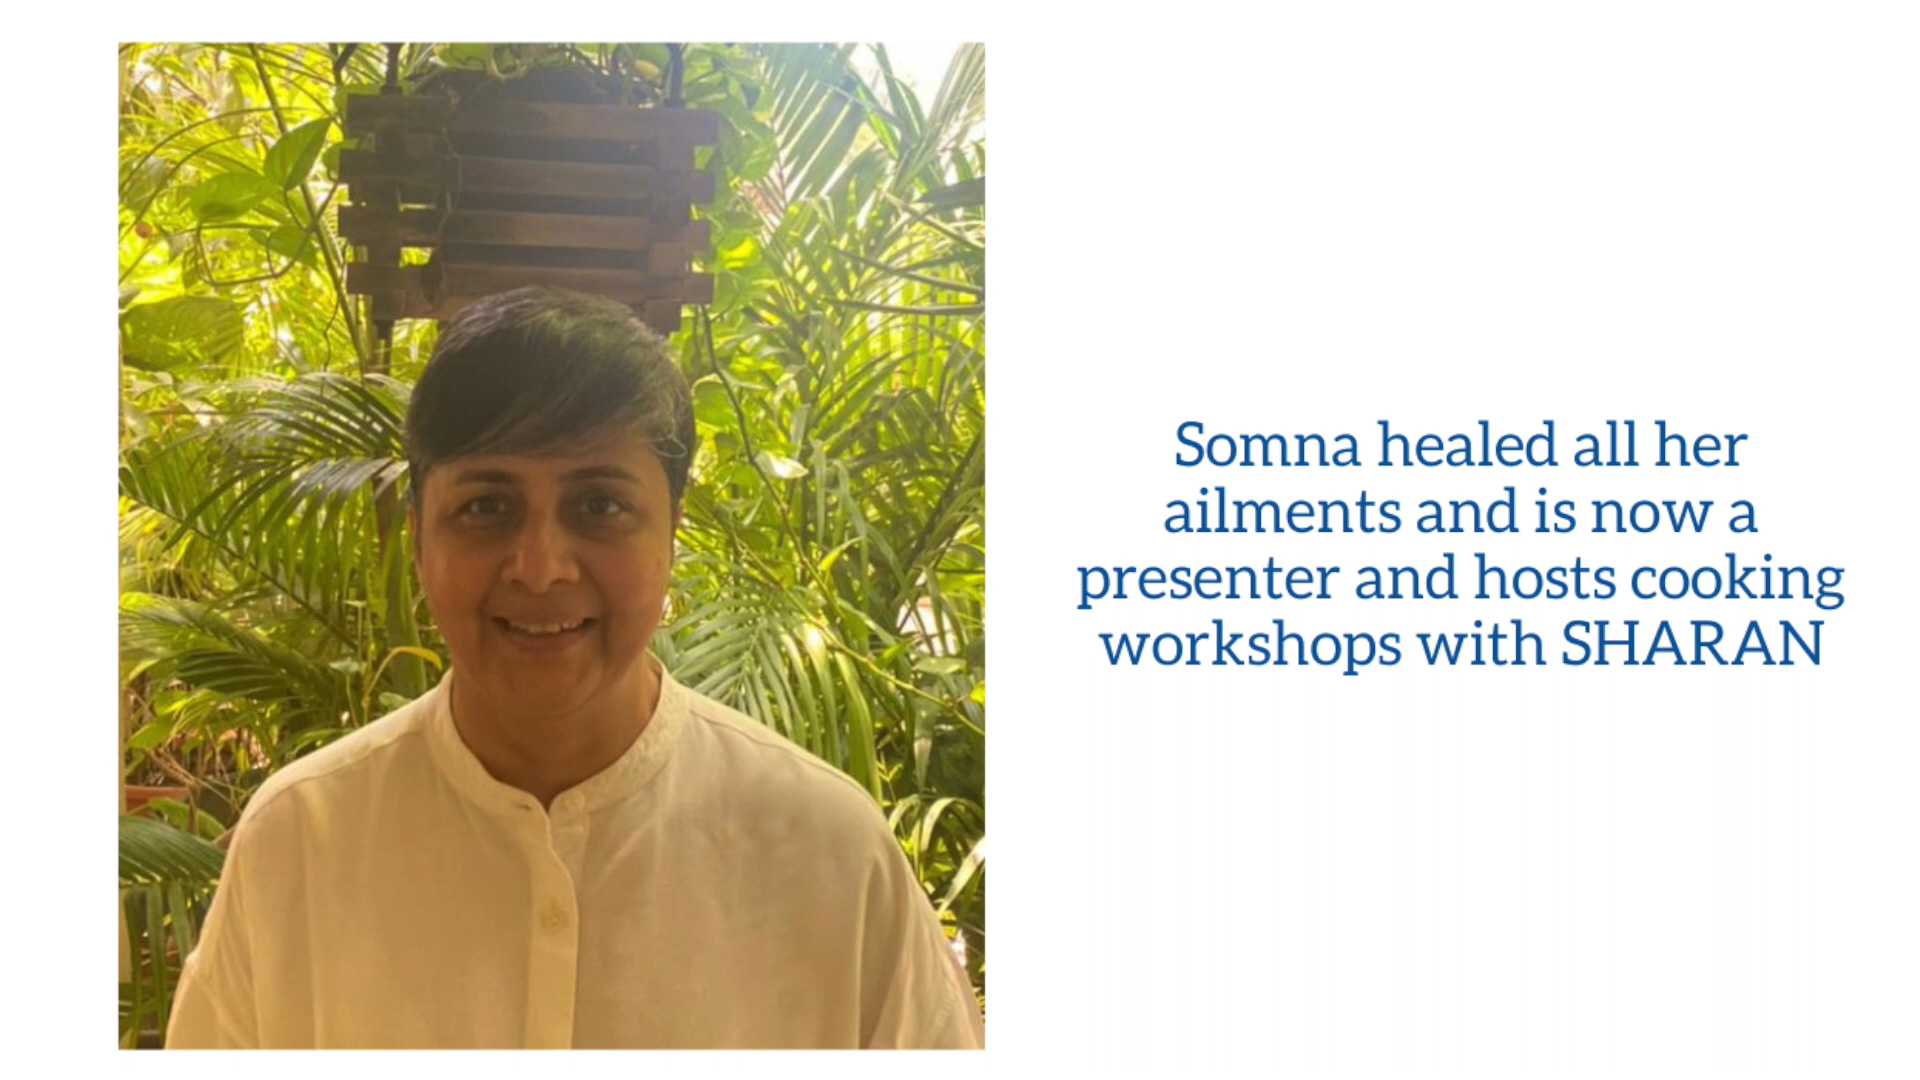 Somna healed all her
ailments and is now a
presenter and hosts cooking
workshops with SHARAN